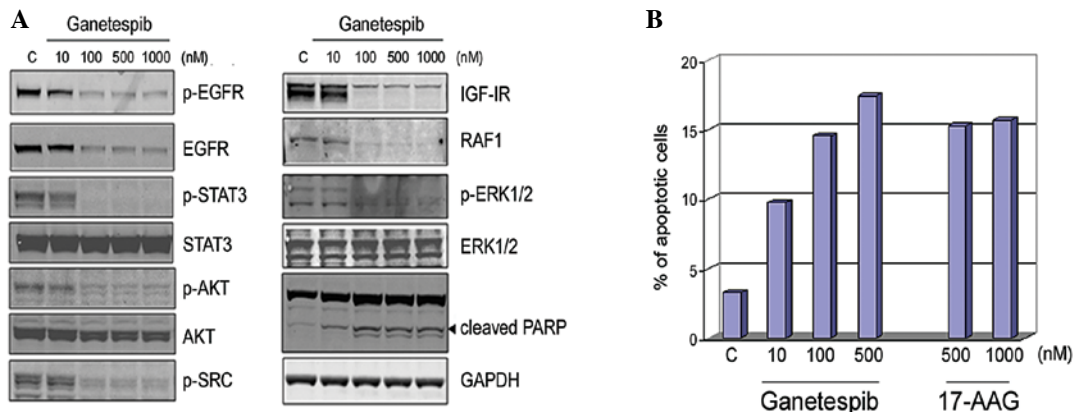 A
Ganetespib
C 10 100 500 1000 (nM)
p-EGFR
EGFR
p-STAT3
STAT3
p-AKT
AKT
p-SRC
Ganetespib
C 10 100 500 1000 (nM)
IGF-IR
RAF1
p-ERK1/2
ERK1/2
cleaved PARP
GAPDH
B
% of apoptotic cells
20
15
10
5
0
C 10 100 500 500 1000 (nM)
Ganetespib 17-AAG